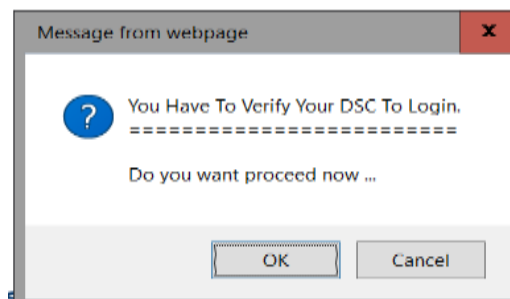 Message from webpage
x
?
You Have To Verify Your DSC To Login.
=========================
Do you want proceed now ...
OK Cancel